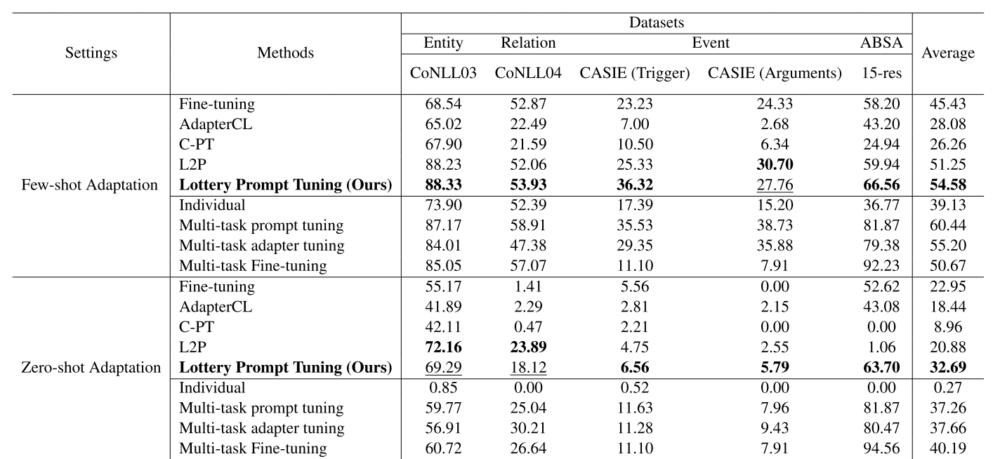 Settings Methods Datasets Average
Entity Relation Event ABSA
CoNLL03 CoNLL04 CASIE (Trigger) CASIE (Arguments) 15-res
Few-shot Adaptation
Fine-tuning 68.54 52.87 23.23 24.33 58.20 45.43
AdapterCL 65.02 22.49 7.00 2.68 43.20 28.08
C-PT 67.90 21.59 10.50 6.34 24.94 26.26
L2P 88.23 52.06 25.33 30.70 59.94 51.25
Lottery Prompt Tuning (Ours) 88.33 53.93 36.32 27.76 66.56 54.58
Individual 73.90 52.39 17.39 15.20 36.77 39.13
Multi-task prompt tuning 87.17 58.91 35.53 38.73 81.87 60.44
Multi-task adapter tuning 84.01 47.38 29.35 35.88 79.38 55.20
Multi-task Fine-tuning 85.05 57.07 11.10 7.91 92.23 50.67
Zero-shot Adaptation
Fine-tuning 55.17 1.41 5.56 0.00 52.62 22.95
AdapterCL 41.89 2.29 2.81 2.15 43.08 18.44
C-PT 42.11 0.47 2.21 0.00 0.00 8.96
L2P 72.16 23.89 4.75 2.55 1.06 20.88
Lottery Prompt Tuning (Ours) 69.29 18.12 6.56 5.79 63.70 32.69
Individual 0.85 0.00 0.52 0.00 0.00 0.27
Multi-task prompt tuning 59.77 25.04 11.63 7.96 81.87 37.26
Multi-task adapter tuning 56.91 30.21 11.28 9.43 80.47 37.66
Multi-task Fine-tuning 60.72 26.64 11.10 7.91 94.56 40.19